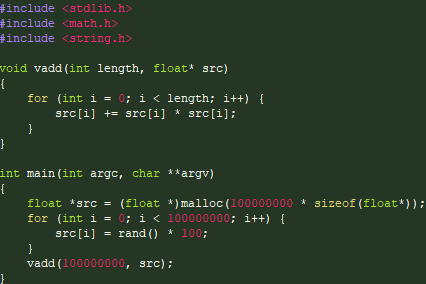 #include <stdlib.h>
#include <math.h>
#include <string.h>
void vadd(int length, float* src)
{
for (int i = 0; i < length; i++) {
src[i] += src[i] * src[i];
}
}
int main(int argc, char **argv)
{
float *src = (float *)malloc(100000000 * sizeof(float*));
for (int i = 0; i < 100000000; i++) {
src[i] = rand() * 100;
}
vadd(100000000, src);
}